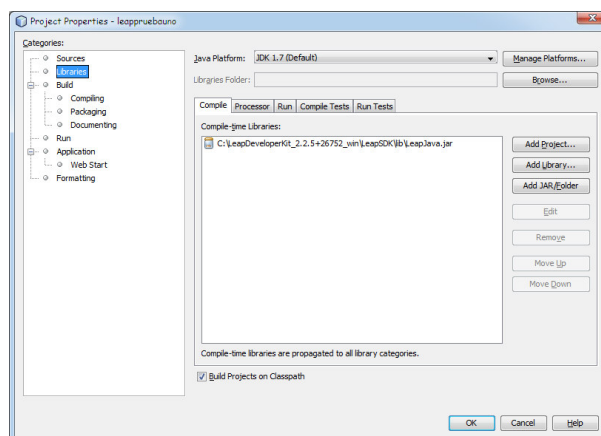 Project Properties - leappruebauno
Categories:
Sources
Libraries
Build
Compiling
Packaging
Documenting
Run
Application
Web Start
Formatting
Java Platform: JDK 1.7 (Default) Manage Platforms...
Libraries Folder: Browse...
Compile Processor Run Compile Tests Run Tests
Compile-time Libraries:
C:\LeapDeveloperKit_2.2.5+26752_win\LeapSDK\lib\LeapJava.jar
Add Project...
Add Library...
Add JAR/Folder
Edit
Remove
Move Up
Move Down
Compile-time libraries are propagated to all library categories.
Build Projects on Classpath
OK Cancel Help